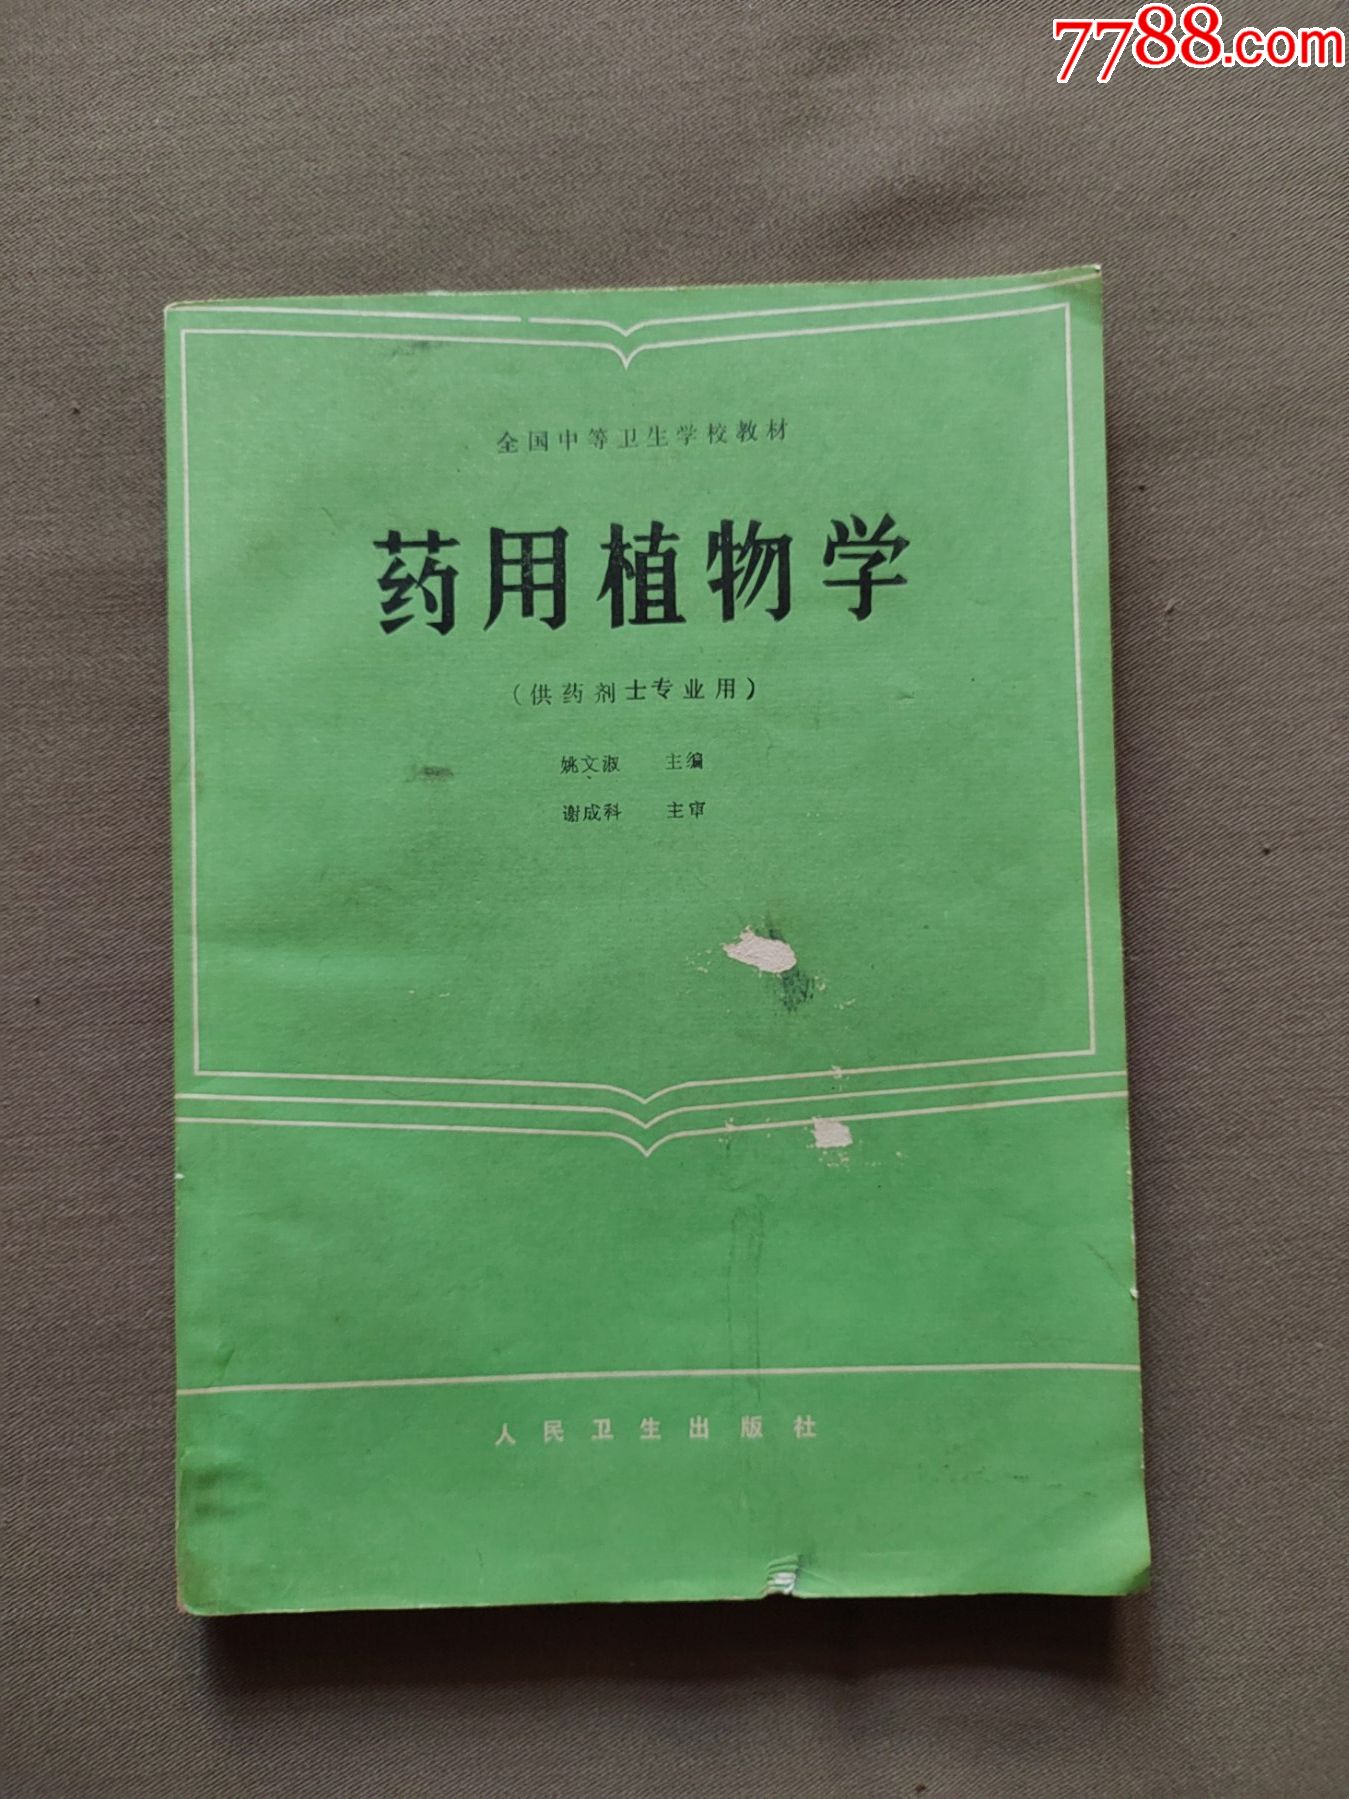 7788.com
全国中等卫生学校教材
药用植物学
(供药剂士专业用)
姚文淑 主编
谢成科 主审
人民卫生出版社